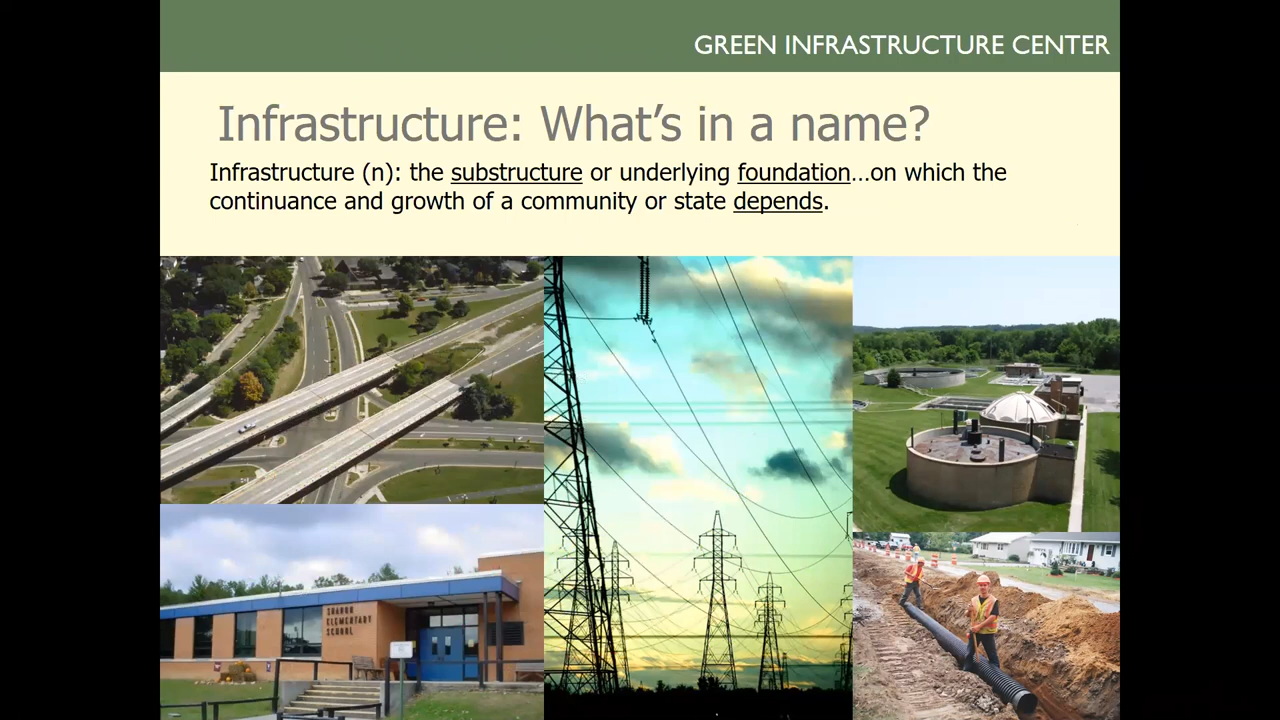 GREEN INFRASTRUCTURE CENTER
Infrastructure: What’s in a name?
Infrastructure (n): the substructure or underlying foundation…on which the
continuance and growth of a community or state depends.
SHARON
ELEMENTARY
SCHOOL